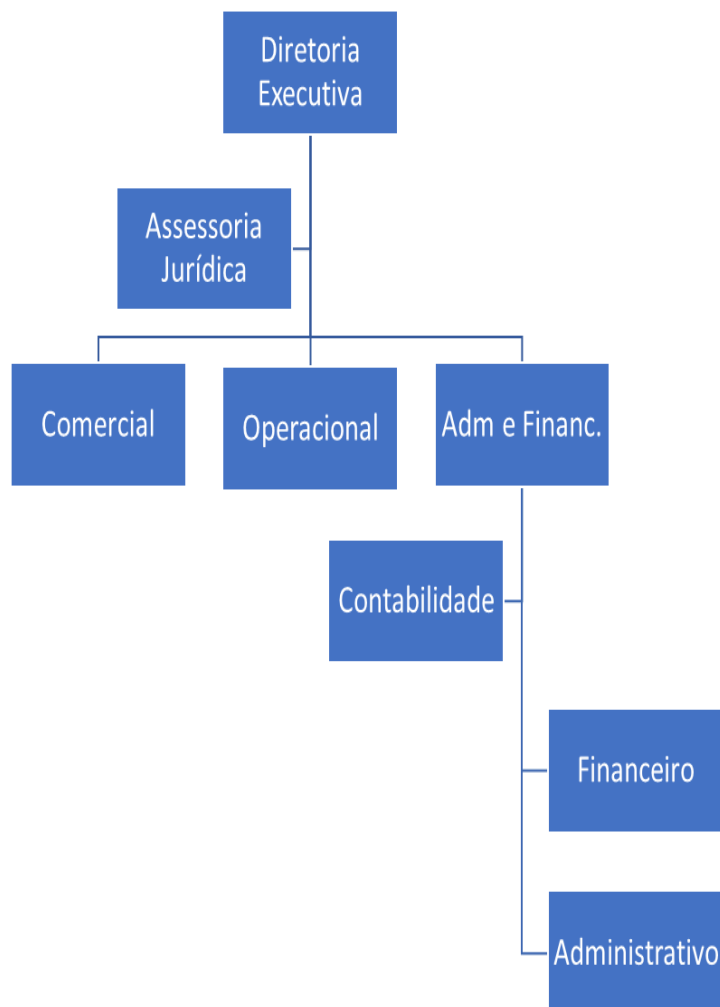 Diretoria
Executiva
Assessoria
Jurídica
Comercial
Operacional
Adm e Financ.
Contabilidade
Financeiro
Administrativo